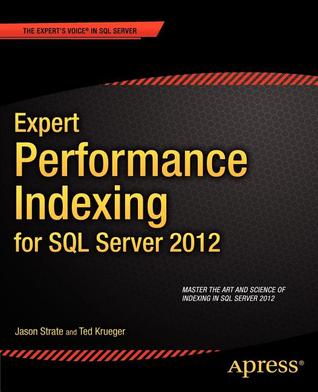 THE EXPERT'S VOICE® IN SQL SERVER
Expert
Performance
Indexing
for SQL Server 2012
MASTER THE ART AND SCIENCE OF
INDEXING IN SQL SERVER 2012
Jason Strate and Ted Krueger
Apress®